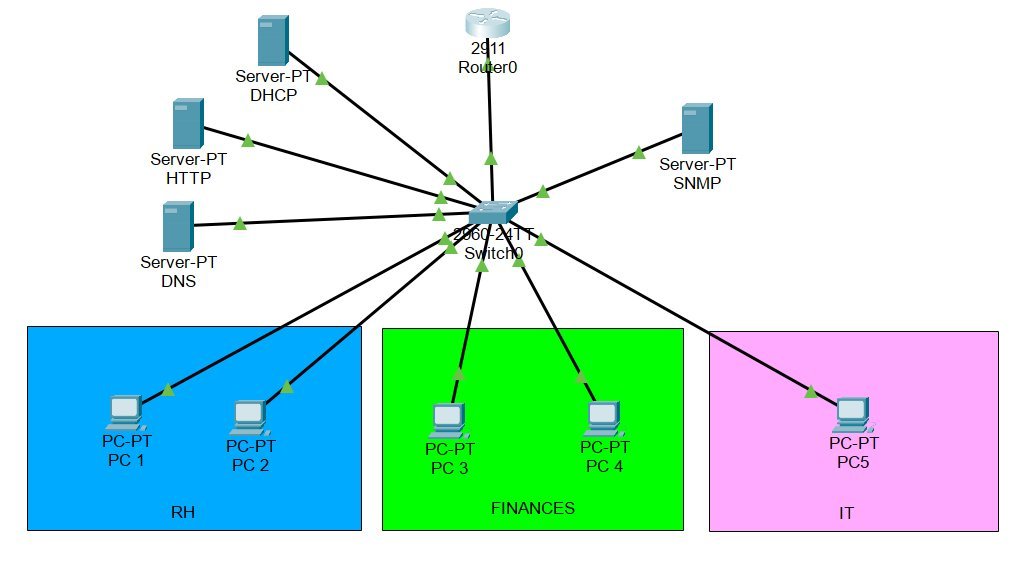 2911
Router0
Server-PT
DHCP
Server-PT
HTTP
Server-PT
SNMP
Server-PT
DNS
2960-24TT
Switch0
PC-PT
PC 1
PC-PT
PC 2
PC-PT
PC 3
PC-PT
PC 4
PC-PT
PC5
RH
FINANCES
IT